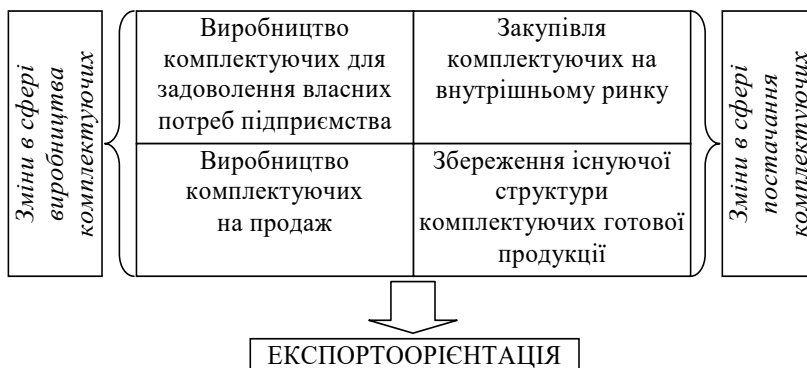 Зміни в сфері
виробництва
комплектуючих
Виробництво
комплектуючих для
задоволення власних
потреб підприємства
Закупівля
комплектуючих на
внутрішньому ринку
Виробництво
комплектуючих
на продаж
Збереження існуючої
структури
комплектуючих готової
продукції
Зміни в сфері
постачання
комплектуючих
ЕКСПОРТООРІЄНТАЦІЯ